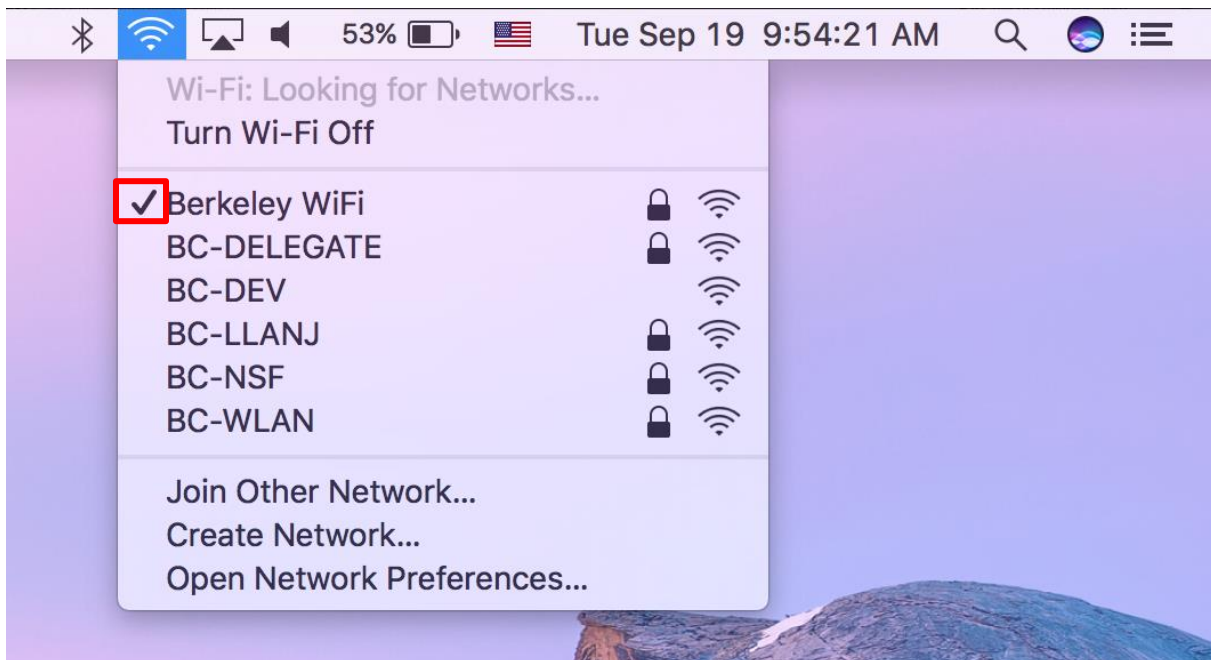 53% Tue Sep 19 9:54:21 AM
Wi-Fi: Looking for Networks...
Turn Wi-Fi Off
Berkeley WiFi
BC-DELEGATE
BC-DEV
BC-LLANJ
BC-NSF
BC-WLAN
Join Other Network...
Create Network...
Open Network Preferences...